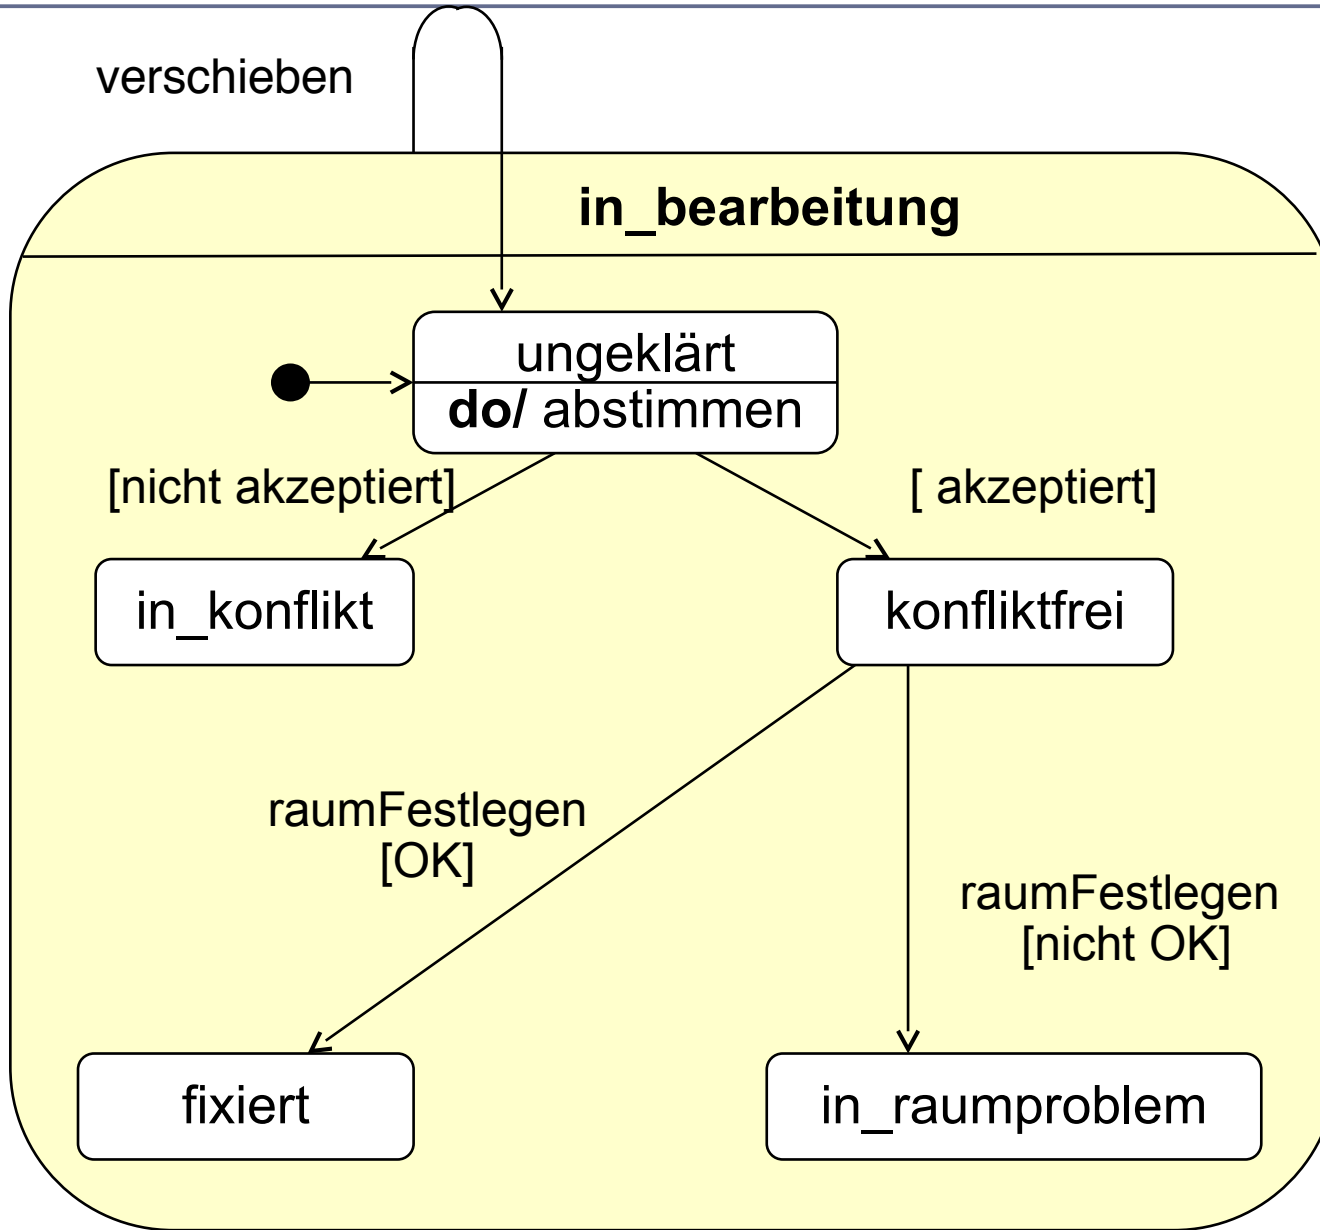 verschieben
in_bearbeitung
ungeklärt
do/ abstimmen
[nicht akzeptiert]
[ akzeptiert]
in_konflikt
konfliktfrei
raumFestlegen
[OK]
raumFestlegen
[nicht OK]
fixiert
in_raumproblem